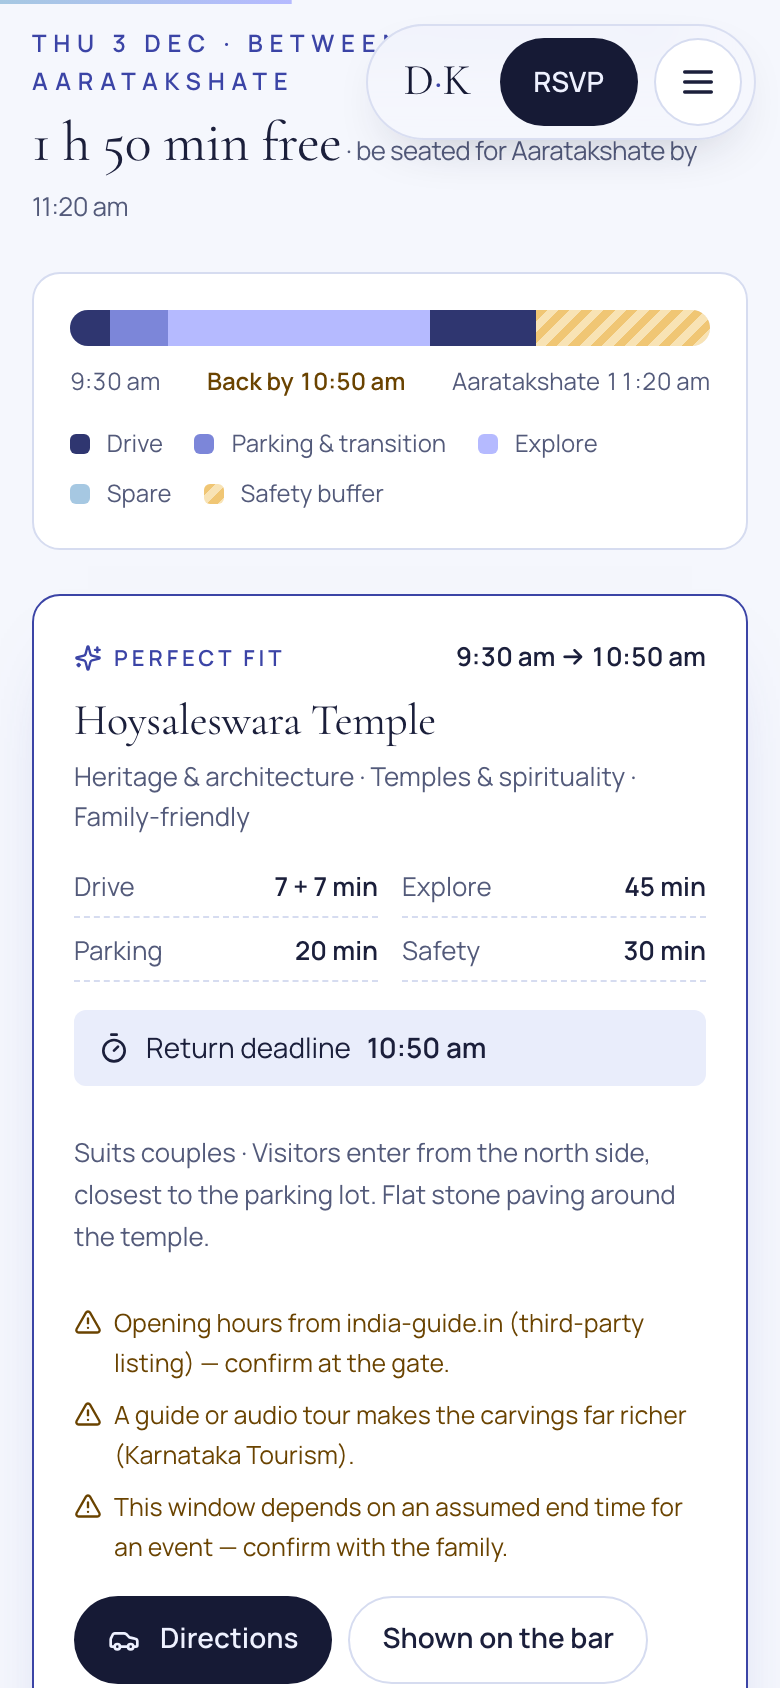 THU 3 DEC · BETWEEN
AARATAKSHATE
D·K
RSVP
1 h 50 min free · be seated for Aaratakshate by
11:20 am
9:30 am Back by 10:50 am Aaratakshate 11:20 am
Drive Parking & transition Explore
Spare Safety buffer
PERFECT FIT 9:30 am → 10:50 am
Hoysaleswara Temple
Heritage & architecture · Temples & spirituality ·
Family-friendly
Drive 7 + 7 min Explore 45 min
Parking 20 min Safety 30 min
Return deadline 10:50 am
Suits couples · Visitors enter from the north side,
closest to the parking lot. Flat stone paving around
the temple.
Opening hours from india-guide.in (third-party
listing) — confirm at the gate.
A guide or audio tour makes the carvings far richer
(Karnataka Tourism).
This window depends on an assumed end time for
an event — confirm with the family.
Directions Shown on the bar